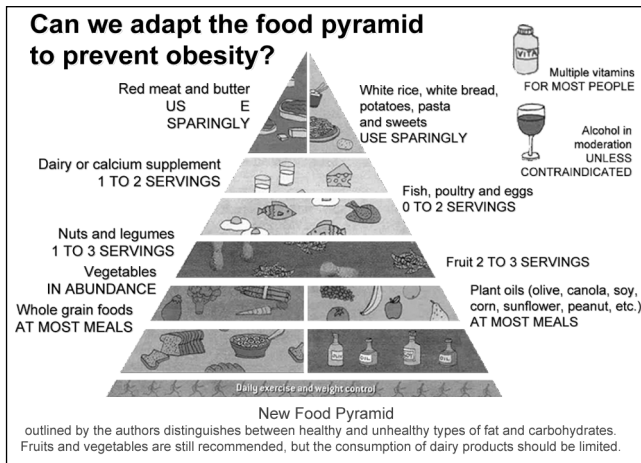 Can we adapt the food pyramid
to prevent obesity?
Red meat and butter
US E
SPARINGLY
White rice, white bread,
potatoes, pasta
and sweets
USE SPARINGLY
VITA
Multiple vitamins
FOR MOST PEOPLE
Alcohol in
moderation
UNLESS
CONTRAINDICATED
Dairy or calcium supplement
1 TO 2 SERVINGS
Fish, poultry and eggs
0 TO 2 SERVINGS
Nuts and legumes
1 TO 3 SERVINGS
Vegetables
IN ABUNDANCE
Fruit 2 TO 3 SERVINGS
Whole grain foods
AT MOST MEALS
Plant oils (olive, canola, soy,
corn, sunflower, peanut, etc.)
AT MOST MEALS
OIL
OIL
Daily exercise and weight control
New Food Pyramid
outlined by the authors distinguishes between healthy and unhealthy types of fat and carbohydrates.
Fruits and vegetables are still recommended, but the consumption of dairy products should be limited.